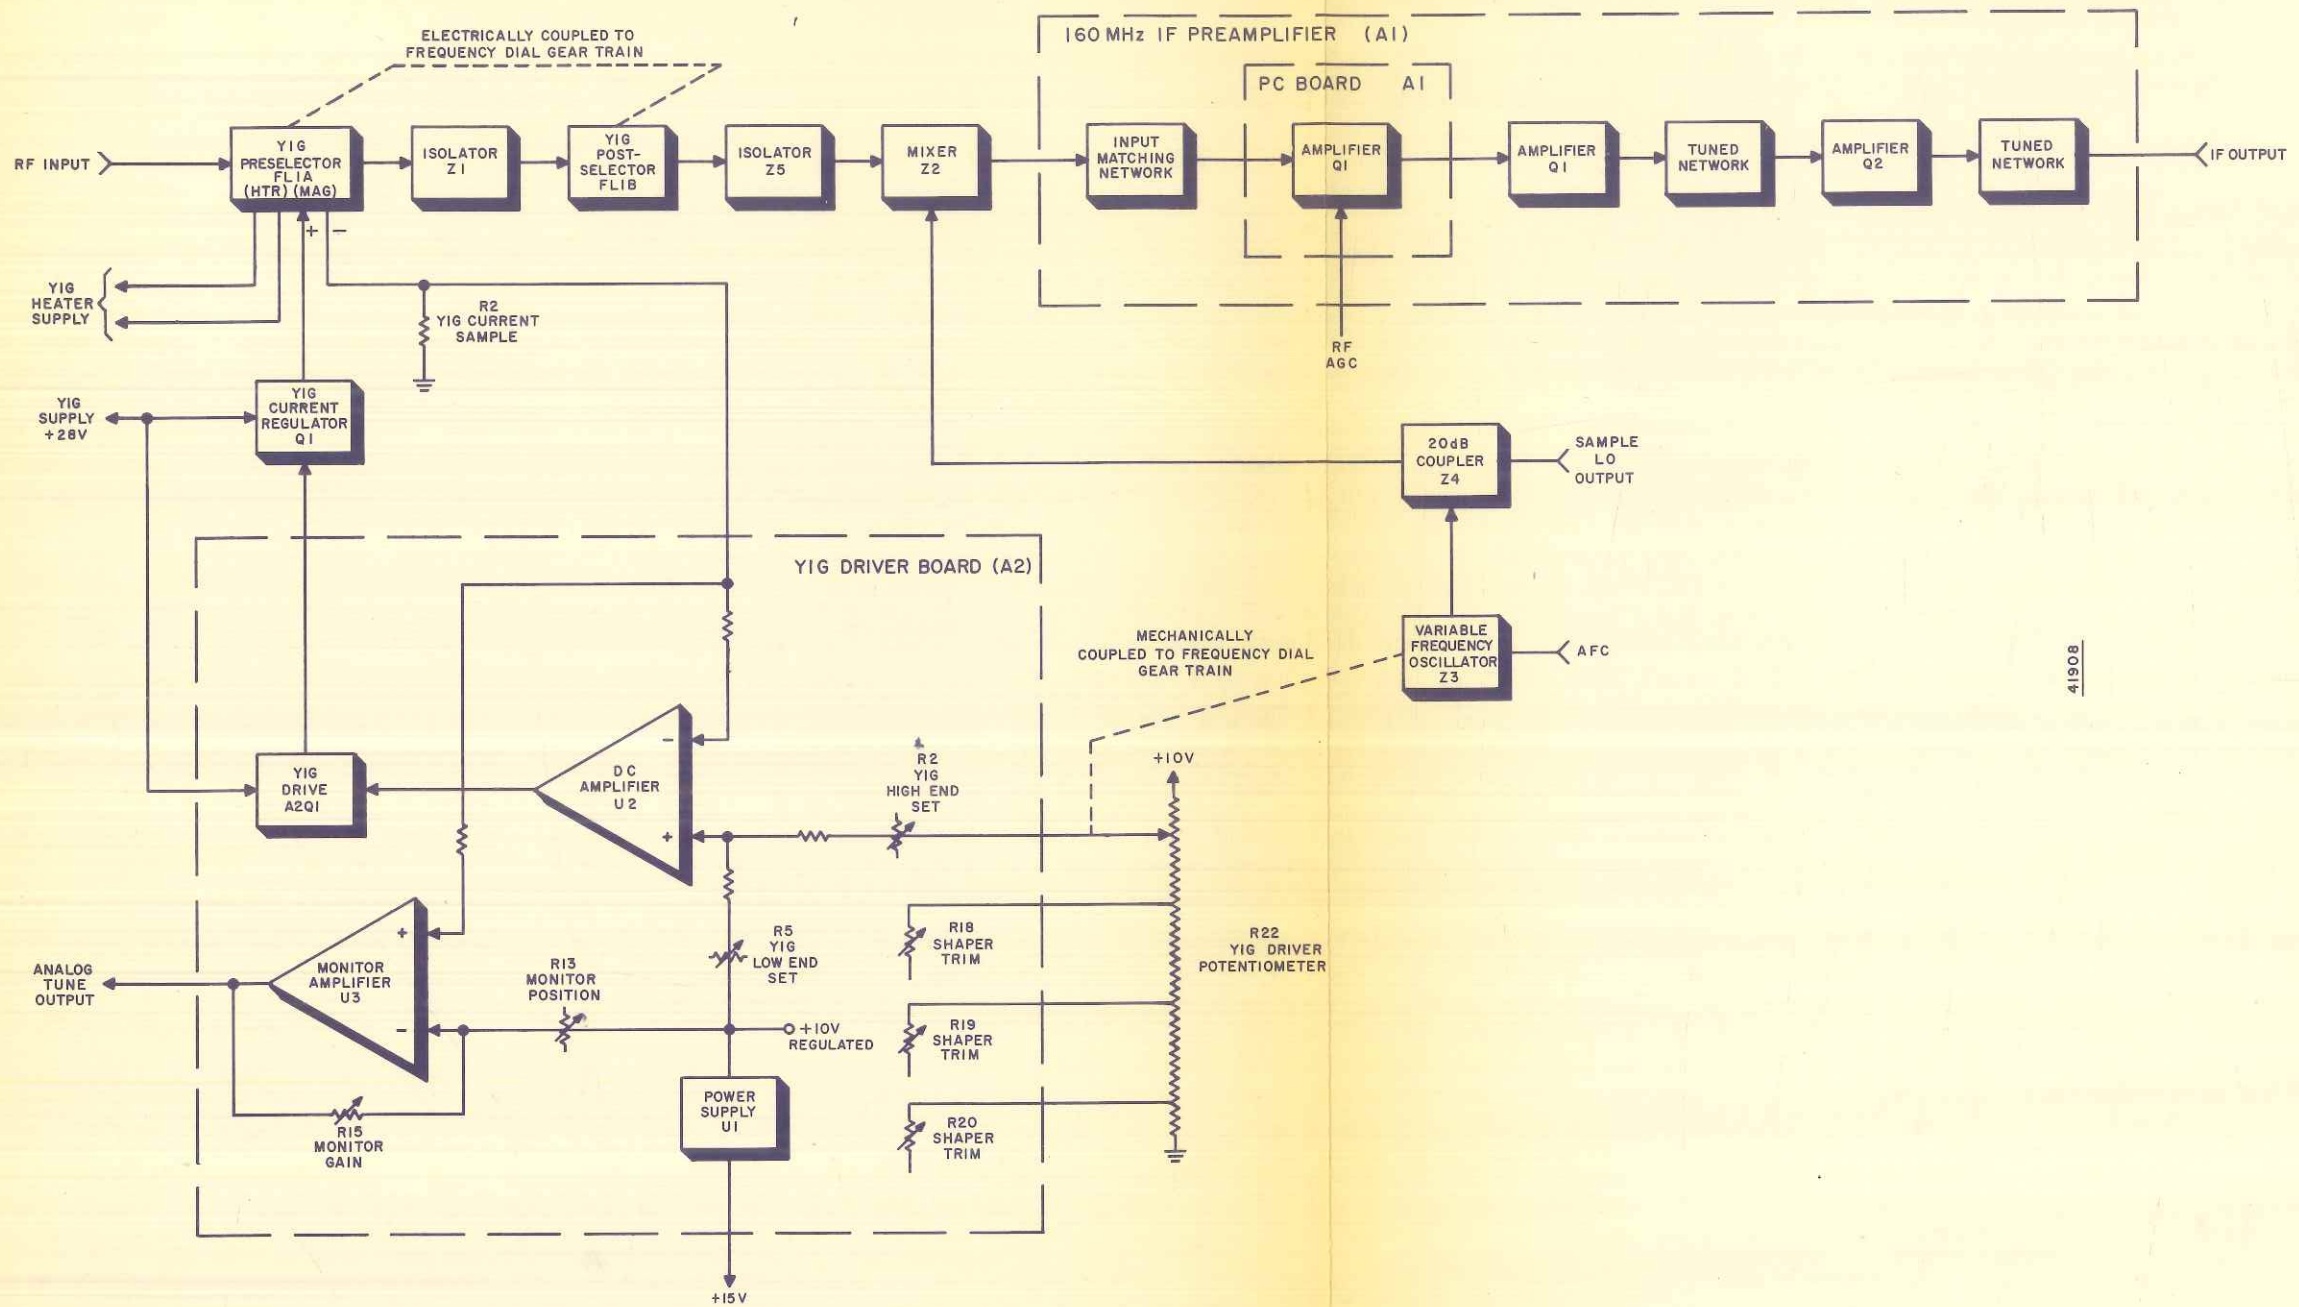 ELECTRICALLY COUPLED TO
FREQUENCY DIAL GEAR TRAIN
160 MHz IF PREAMPLIFIER (A1)
PC BOARD A1
RF INPUT
YIG
PRESELECTOR
FL1A
(HTR) (MAG)
+ −
ISOLATOR
Z1
YIG
POST-
SELECTOR
FL1B
ISOLATOR
Z5
MIXER
Z2
INPUT
MATCHING
NETWORK
AMPLIFIER
Q1
AMPLIFIER
Q1
TUNED
NETWORK
AMPLIFIER
Q2
TUNED
NETWORK
IF OUTPUT
YIG
HEATER
SUPPLY
R2
YIG CURRENT
SAMPLE
RF
AGC
YIG
SUPPLY
+28V
YIG
CURRENT
REGULATOR
Q1
20dB
COUPLER
Z4
SAMPLE
LO
OUTPUT
YIG DRIVER BOARD (A2)
MECHANICALLY
COUPLED TO FREQUENCY DIAL
GEAR TRAIN
VARIABLE
FREQUENCY
OSCILLATOR
Z3
AFC
41908
YIG
DRIVE
A2Q1
DC
AMPLIFIER
U2
−
+
R2
YIG
HIGH END
SET
+10V
R22
YIG DRIVER
POTENTIOMETER
ANALOG
TUNE
OUTPUT
MONITOR
AMPLIFIER
U3
+
−
R13
MONITOR
POSITION
R5
YIG
LOW END
SET
R18
SHAPER
TRIM
R19
SHAPER
TRIM
R20
SHAPER
TRIM
+10V
REGULATED
POWER
SUPPLY
U1
R15
MONITOR
GAIN
+15V